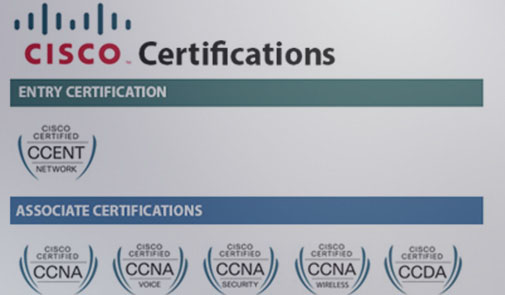 CISCO™ Certifications
ENTRY CERTIFICATION
CISCO
CERTIFIED
CCENT
NETWORK
ASSOCIATE CERTIFICATIONS
CISCO
CERTIFIED
CCNA
CISCO
CERTIFIED
CCNA
VOICE
CISCO
CERTIFIED
CCNA
SECURITY
CISCO
CERTIFIED
CCNA
WIRELESS
CISCO
CERTIFIED
CCDA